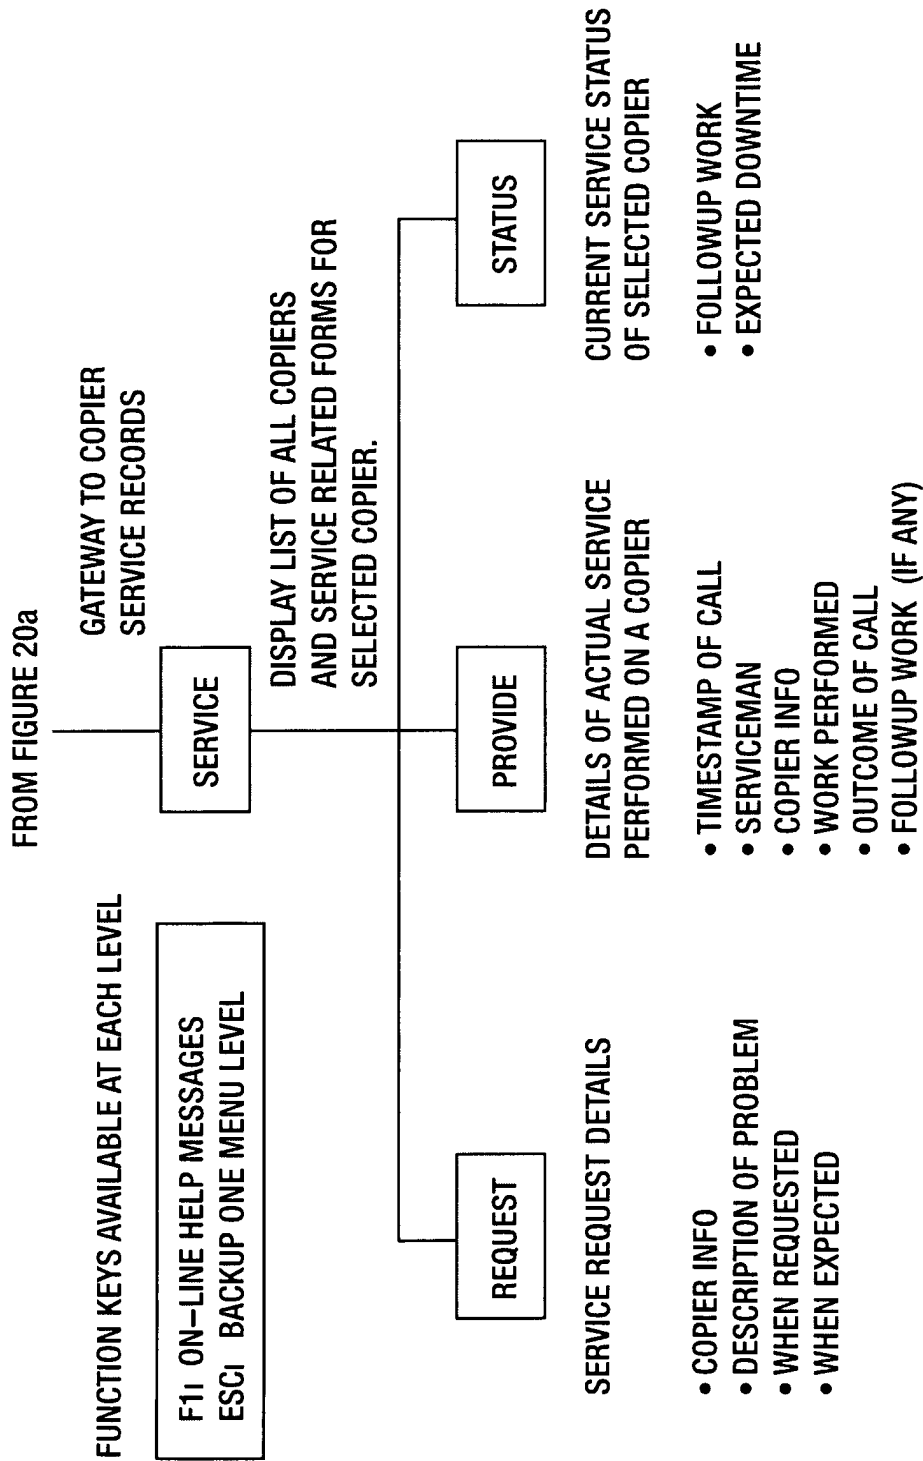 FROM FIGURE 20a
FUNCTION KEYS AVAILABLE AT EACH LEVEL
F1ı ON–LINE HELP MESSAGES
ESCı BACKUP ONE MENU LEVEL
GATEWAY TO COPIER
SERVICE RECORDS
SERVICE
DISPLAY LIST OF ALL COPIERS
AND SERVICE RELATED FORMS FOR
SELECTED COPIER.
REQUEST
SERVICE REQUEST DETAILS
• COPIER INFO
• DESCRIPTION OF PROBLEM
• WHEN REQUESTED
• WHEN EXPECTED
PROVIDE
DETAILS OF ACTUAL SERVICE
PERFORMED ON A COPIER
• TIMESTAMP OF CALL
• SERVICEMAN
• COPIER INFO
• WORK PERFORMED
• OUTCOME OF CALL
• FOLLOWUP WORK (IF ANY)
STATUS
CURRENT SERVICE STATUS
OF SELECTED COPIER
• FOLLOWUP WORK
• EXPECTED DOWNTIME